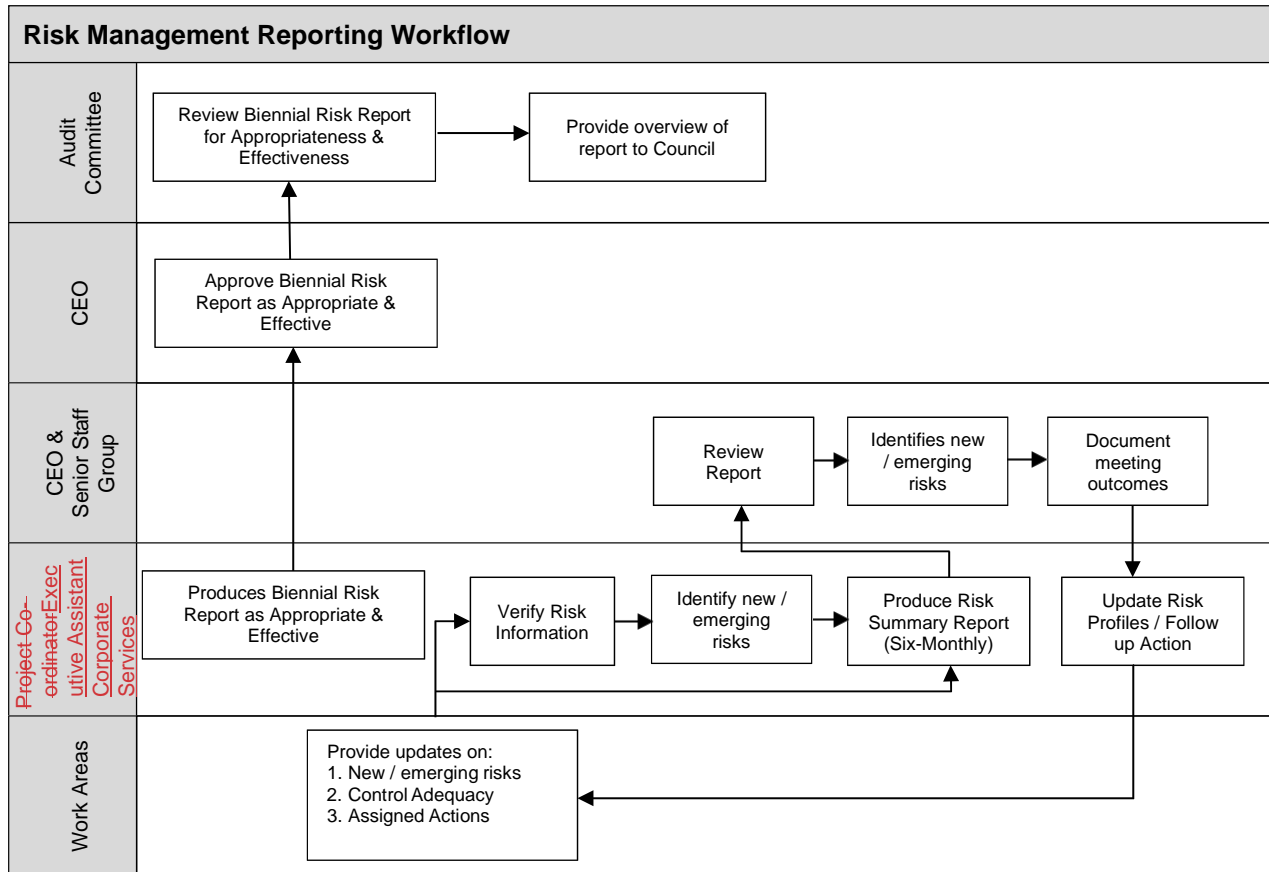 Risk Management Reporting Workflow
Audit
Committee
Review Biennial Risk Report
for Appropriateness &
Effectiveness
Provide overview of
report to Council
CEO
Approve Biennial Risk
Report as Appropriate &
Effective
CEO &
Senior Staff
Group
Review
Report
Identifies new
/ emerging
risks
Document
meeting
outcomes
Project Co-
ordinatorExec
utive Assistant
Corporate
Services
Produces Biennial Risk
Report as Appropriate &
Effective
Verify Risk
Information
Identify new /
emerging
risks
Produce Risk
Summary Report
(Six-Monthly)
Update Risk
Profiles / Follow
up Action
Work Areas
Provide updates on:
1. New / emerging risks
2. Control Adequacy
3. Assigned Actions